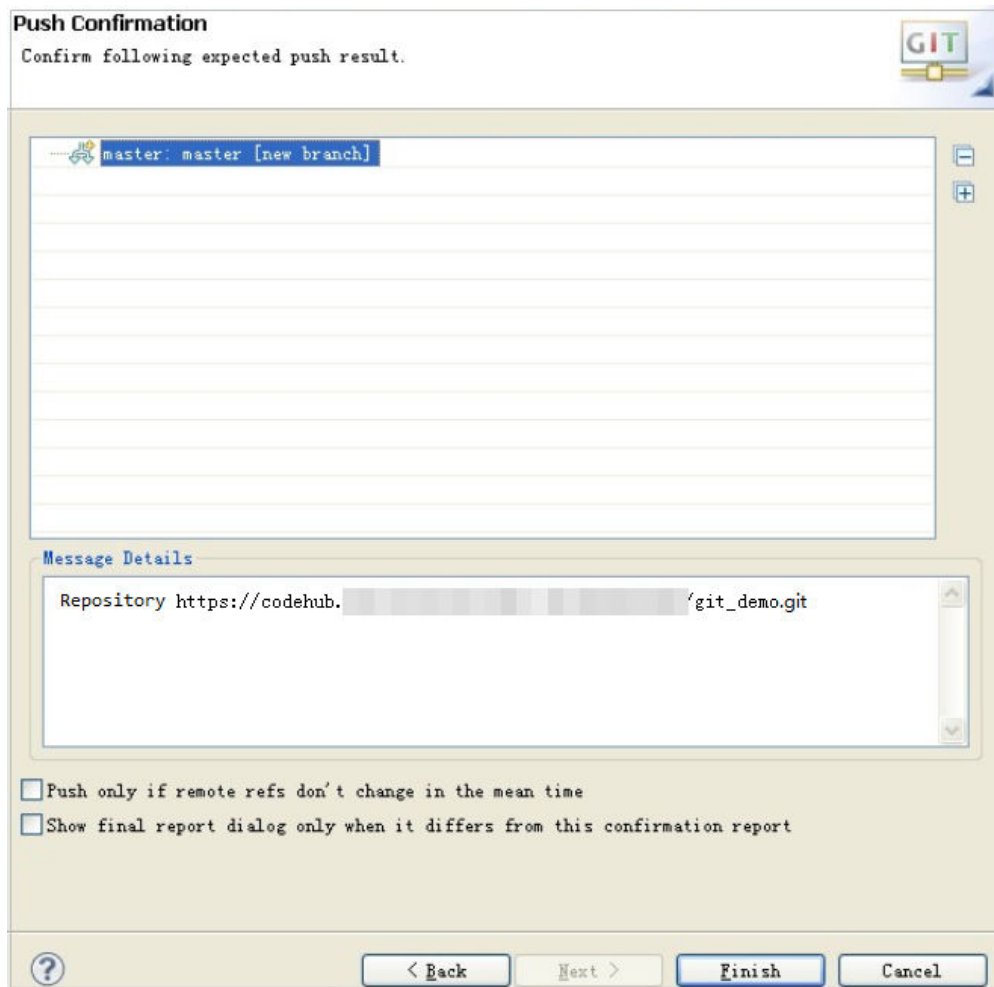 Push Confirmation
Confirm following expected push result.
GIT
master: master [new branch]
Message Details
Repository https://codehub. /git_demo.git
Push only if remote refs don't change in the mean time
Show final report dialog only when it differs from this confirmation report
? < Back Next > Finish Cancel